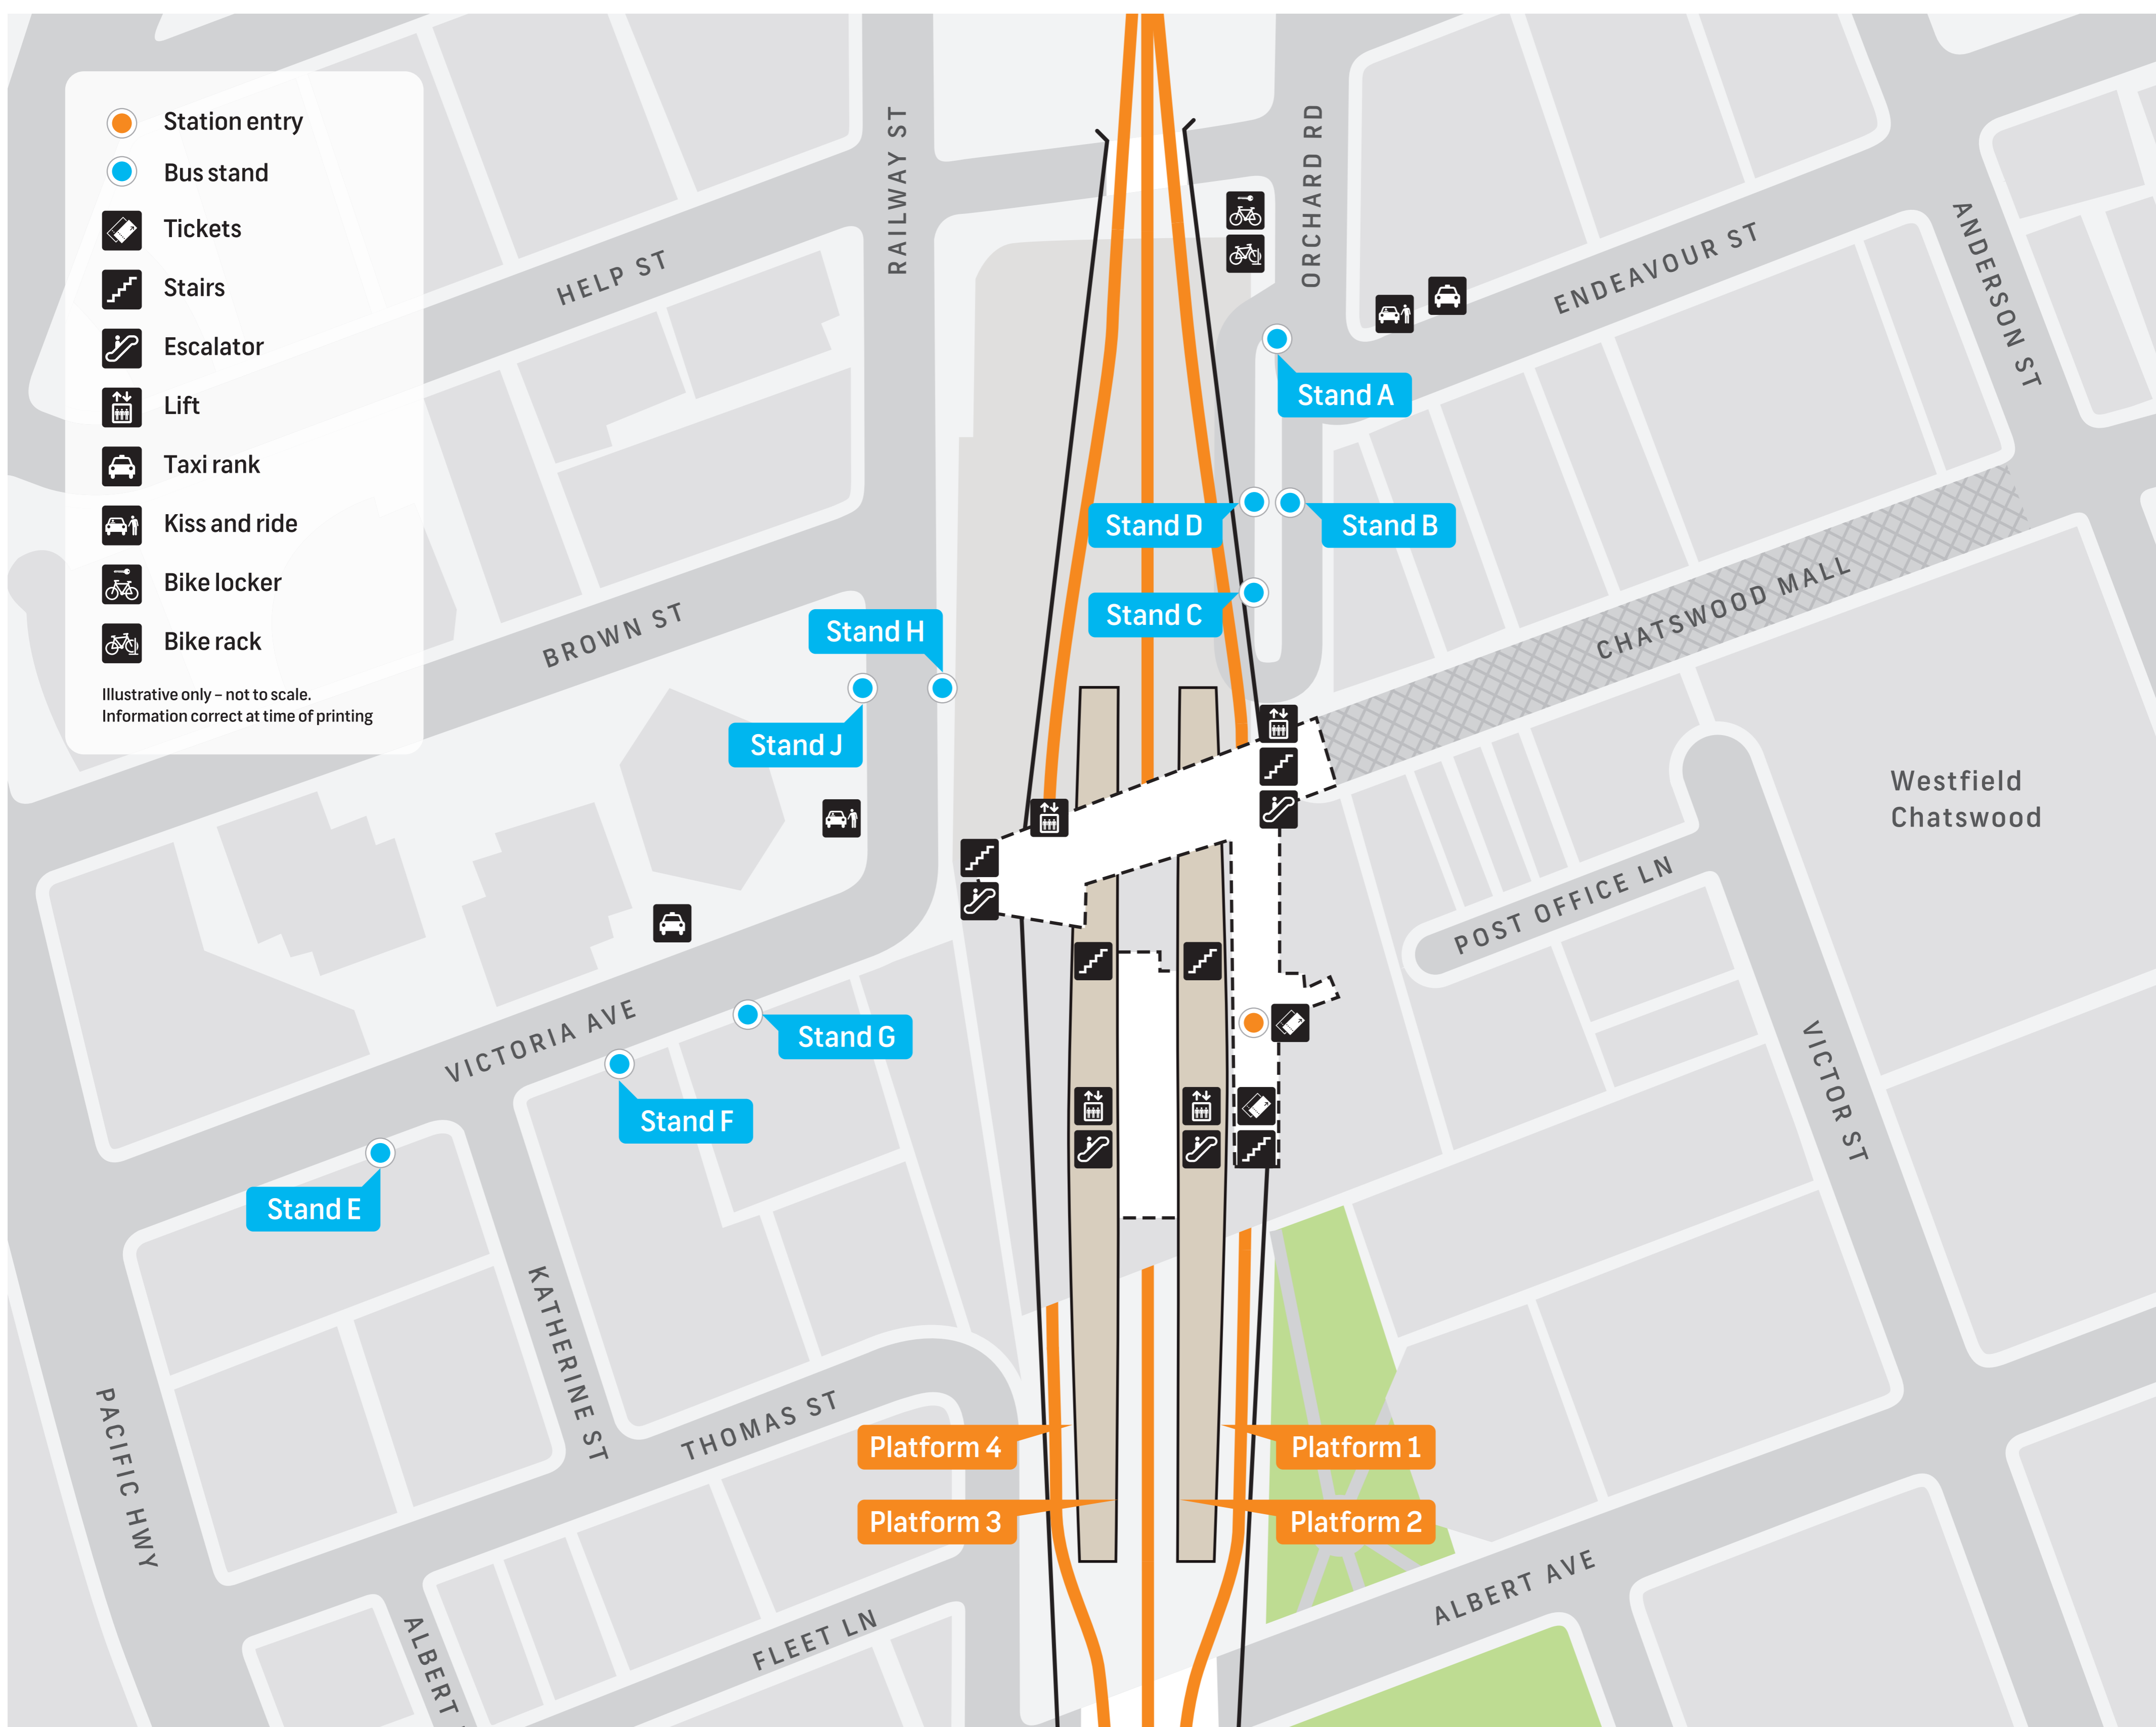 Station entry
Bus stand
Tickets
Stairs
Escalator
Lift
Taxi rank
Kiss and ride
Bike locker
Bike rack
Illustrative only – not to scale.
Information correct at time of printing
RAILWAY ST
ORCHARD RD
HELP ST
ENDEAVOUR ST
ANDERSON ST
Stand A
Stand D
Stand B
Stand C
CHATSWOOD MALL
BROWN ST
Stand H
Stand J
Westfield
Chatswood
POST OFFICE LN
VICTORIA AVE
Stand G
Stand F
Stand E
VICTOR ST
KATHERINE ST
THOMAS ST
PACIFIC HWY
Platform 4
Platform 1
Platform 3
Platform 2
ALBERT AVE
FLEET LN
ALBERT